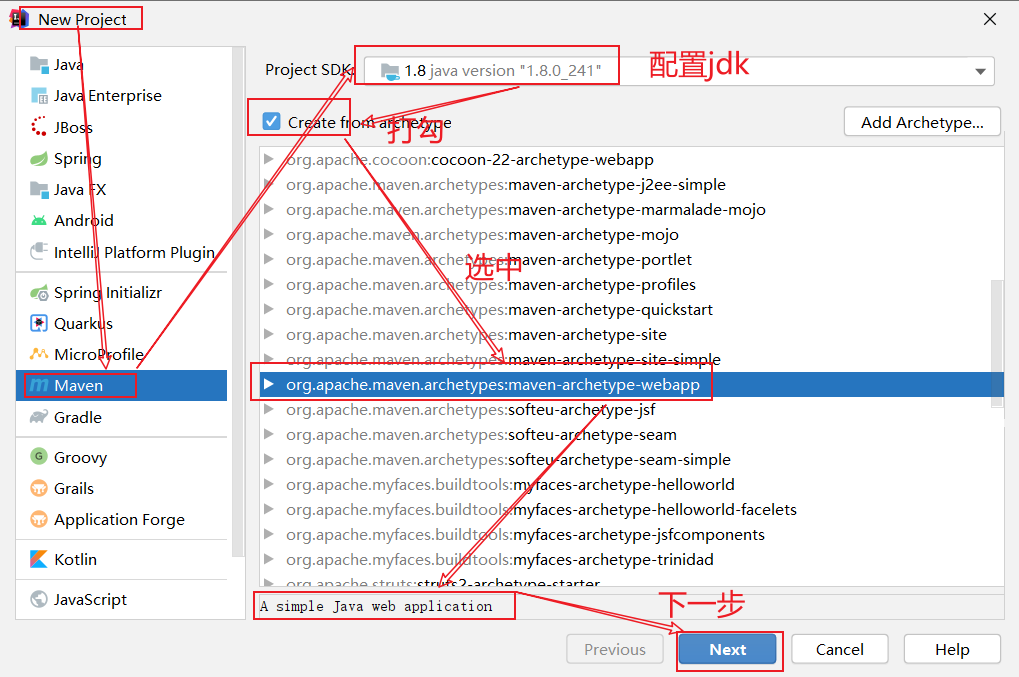 New Project
Java
Java Enterprise
JBoss
Spring
Java FX
Android
IntelliJ Platform Plugin
Spring Initializr
Quarkus
MicroProfile
Maven
Gradle
Groovy
Grails
Application Forge
Kotlin
JavaScript
Project SDK: 1.8 java version "1.8.0_241"
配置jdk
Create from archetype
打勾
Add Archetype...
org.apache.cocoon:cocoon-22-archetype-webapp
org.apache.maven.archetypes:maven-archetype-j2ee-simple
org.apache.maven.archetypes:maven-archetype-marmalade-mojo
org.apache.maven.archetypes:maven-archetype-mojo
org.apache.maven.archetypes:maven-archetype-portlet
选中
org.apache.maven.archetypes:maven-archetype-profiles
org.apache.maven.archetypes:maven-archetype-quickstart
org.apache.maven.archetypes:maven-archetype-site
org.apache.maven.archetypes:maven-archetype-site-simple
org.apache.maven.archetypes:maven-archetype-webapp
org.apache.maven.archetypes:softeu-archetype-jsf
org.apache.maven.archetypes:softeu-archetype-seam
org.apache.maven.archetypes:softeu-archetype-seam-simple
org.apache.myfaces.buildtools:myfaces-archetype-helloworld
org.apache.myfaces.buildtools:myfaces-archetype-helloworld-facelets
org.apache.myfaces.buildtools:myfaces-archetype-jsfcomponents
org.apache.myfaces.buildtools:myfaces-archetype-trinidad
org.apache.struts:struts2-archetype-starter
A simple Java web application
下一步
Previous
Next
Cancel
Help